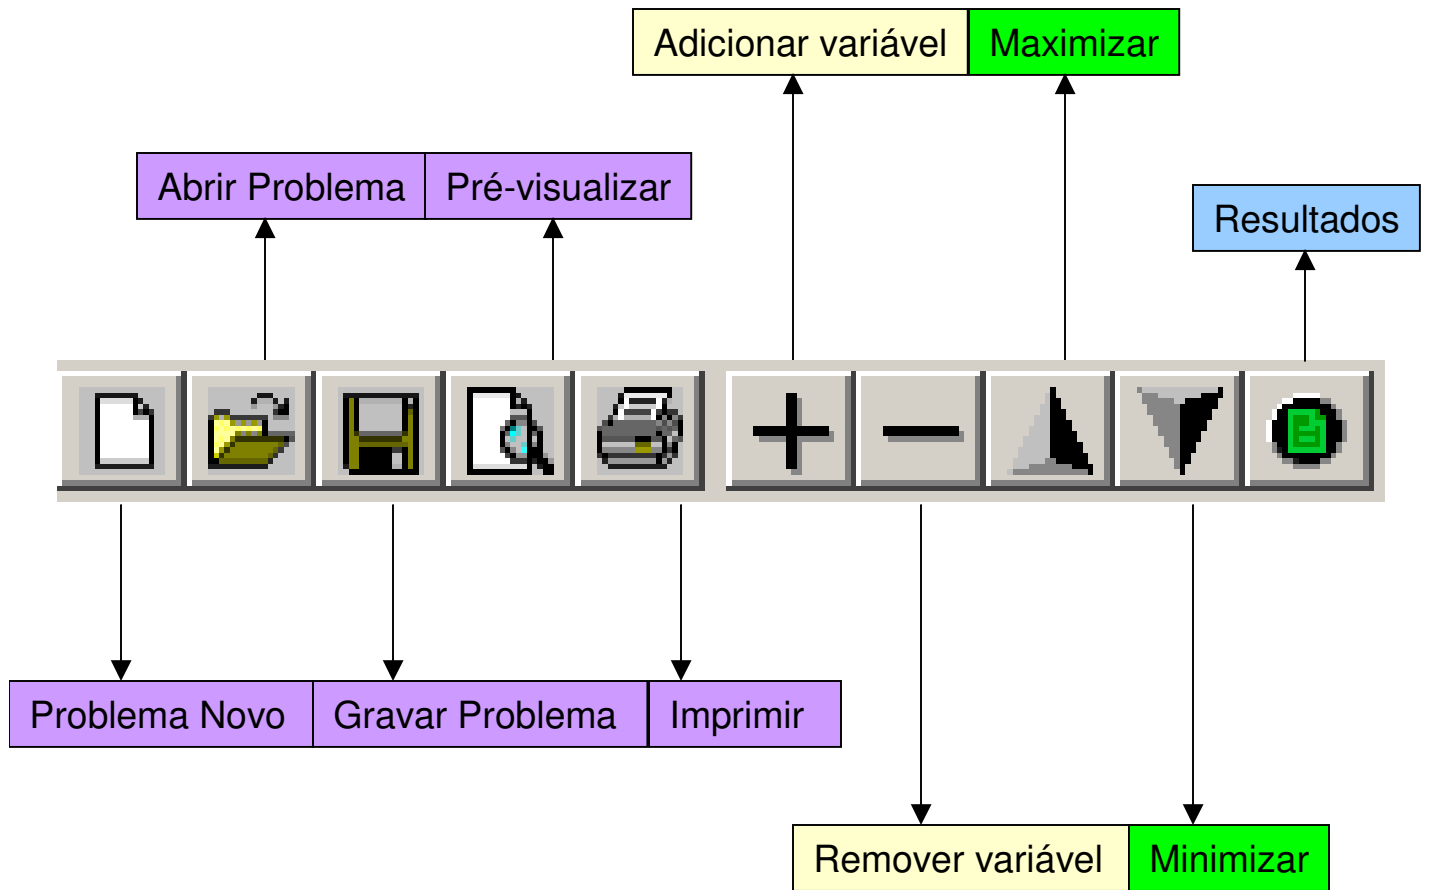 Adicionar variável
Maximizar
Abrir Problema
Pré-visualizar
Resultados
Problema Novo
Gravar Problema
Imprimir
Remover variável
Minimizar